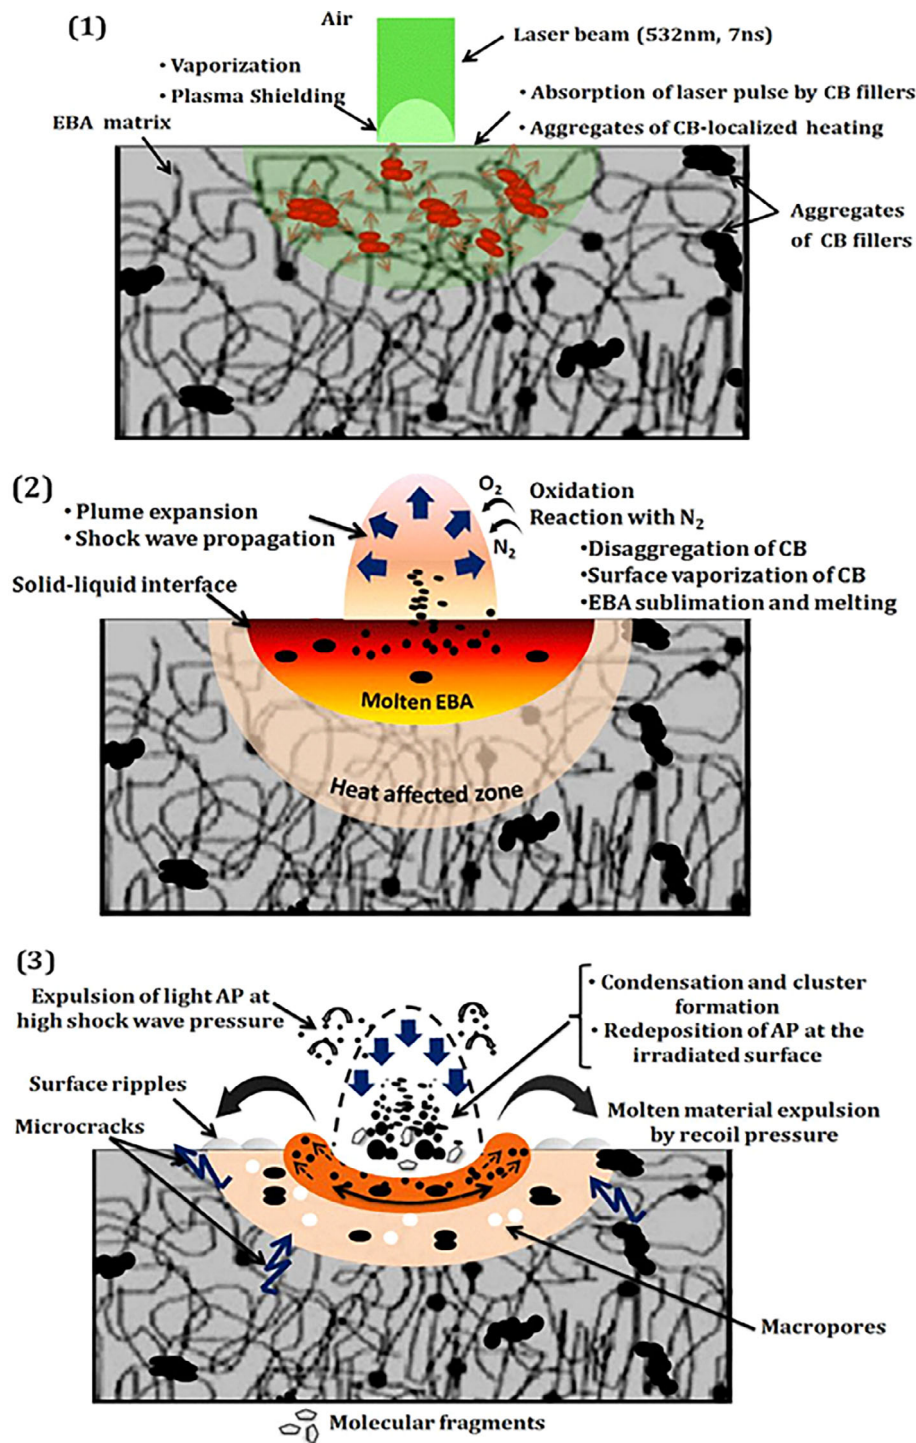 (1)
Air
Laser beam (532nm, 7ns)
• Vaporization
• Plasma Shielding
• Absorption of laser pulse by CB fillers
• Aggregates of CB-localized heating
EBA matrix
Aggregates
of CB fillers
(2)
• Plume expansion
• Shock wave propagation
O2
N2
Oxidation
Reaction with N2
•Disaggregation of CB
•Surface vaporization of CB
•EBA sublimation and melting
Solid-liquid interface
Molten EBA
Heat affected zone
(3)
Expulsion of light AP at
high shock wave pressure
• Condensation and cluster
formation
• Redeposition of AP at the
irradiated surface
Surface ripples
Microcracks
Molten material expulsion
by recoil pressure
Macropores
Molecular fragments